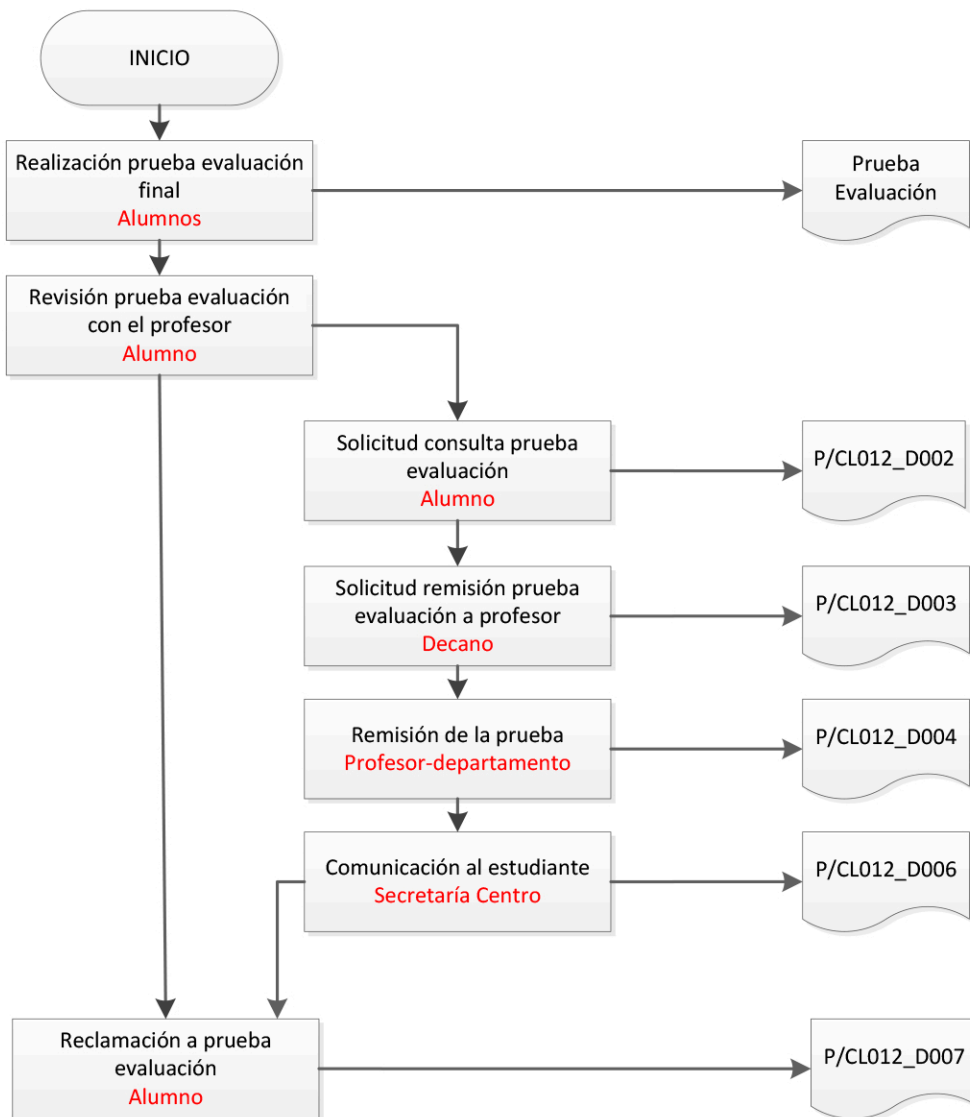 INICIO
Realización prueba evaluación
final
Alumnos
Prueba
Evaluación
Revisión prueba evaluación
con el profesor
Alumno
Solicitud consulta prueba
evaluación
Alumno
P/CL012_D002
Solicitud remisión prueba
evaluación a profesor
Decano
P/CL012_D003
Remisión de la prueba
Profesor-departamento
P/CL012_D004
Comunicación al estudiante
Secretaría Centro
P/CL012_D006
Reclamación a prueba
evaluación
Alumno
P/CL012_D007